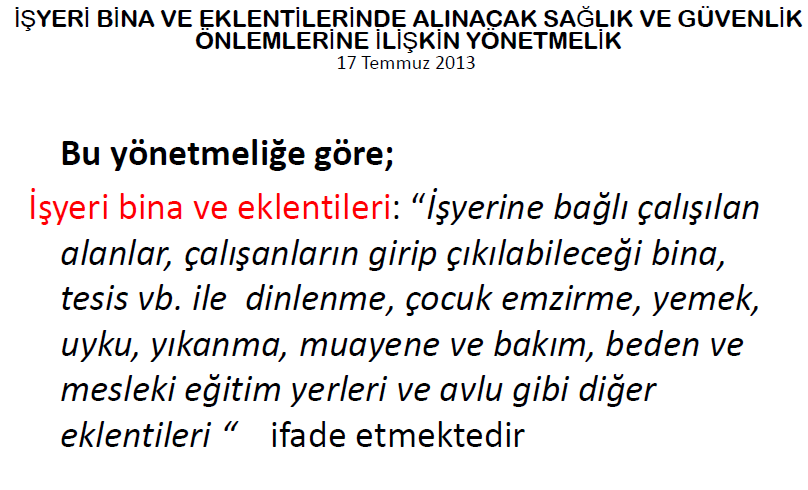 İŞYERİ BİNA VE EKLENTİLERİNDE ALINACAK SAĞLIK VE GÜVENLİK
ÖNLEMLERİNE İLİŞKİN YÖNETMELİK
17 Temmuz 2013
Bu yönetmeliğe göre;
İşyeri bina ve eklentileri: “İşyerine bağlı çalışılan
alanlar, çalışanların girip çıkılabileceği bina,
tesis vb. ile dinlenme, çocuk emzirme, yemek,
uyku, yıkanma, muayene ve bakım, beden ve
mesleki eğitim yerleri ve avlu gibi diğer
eklentileri “ ifade etmektedir